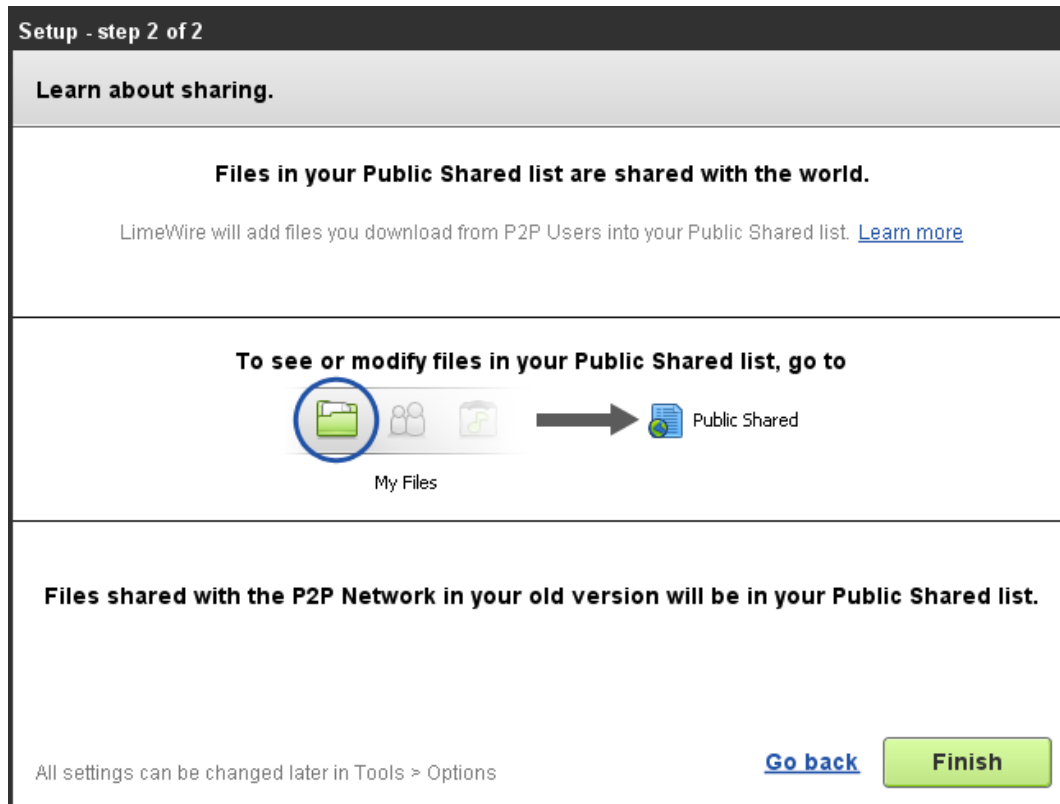 Setup - step 2 of 2
Learn about sharing.
Files in your Public Shared list are shared with the world.
LimeWire will add files you download from P2P Users into your Public Shared list. Learn more
To see or modify files in your Public Shared list, go to
Public Shared
My Files
Files shared with the P2P Network in your old version will be in your Public Shared list.
All settings can be changed later in Tools > Options
Go back
Finish